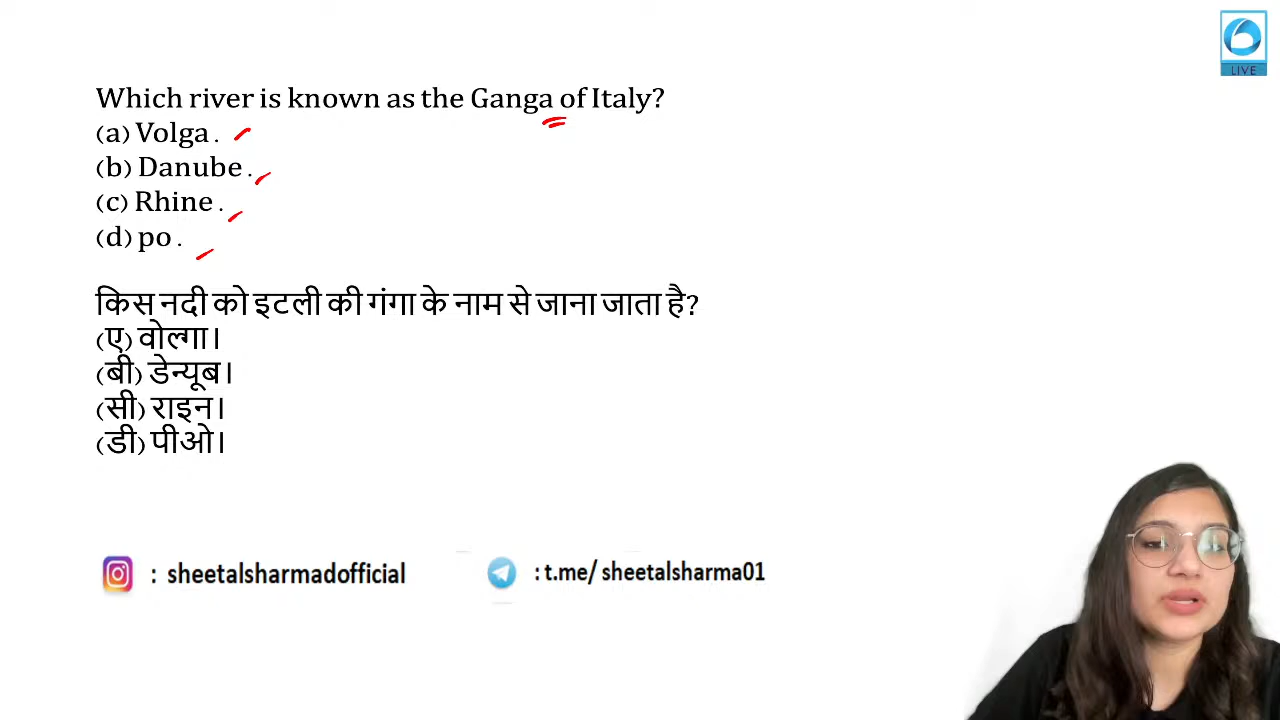 LIVE
Which river is known as the Ganga of Italy?
(a) Volga .
(b) Danube .
(c) Rhine .
(d) po .
किस नदी को इटली की गंगा के नाम से जाना जाता है?
(ए) वोल्गा।
(बी) डेन्यूब।
(सी) राइन।
(डी) पीओ।
: sheetalsharmadofficial
: t.me/ sheetalsharma01